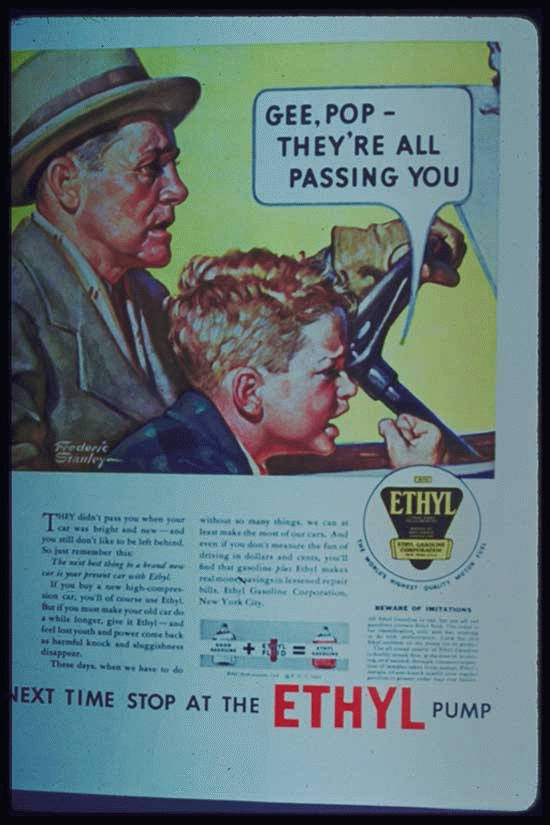 GEE, POP –
THEY'RE ALL
PASSING YOU
Frederic
Stanley
THEY didn't pass you when your
car was bright and new—and
you still don't like to be left behind.
So just remember this:
The next best thing to a brand new
car is your present car with Ethyl.
If you buy a new high-compres-
sion car, you'll of course use Ethyl.
But if you must make your old car do
a while longer, give it Ethyl—and
feel lost youth and power come back
as harmful knock and sluggishness
disappear.
These days, when we have to do
without so many things, we can at
least make the most of our cars. And
even if you don't measure the fun of
driving in dollars and cents, you'll
find that gasoline plus Ethyl makes
real money savings in lessened repair
bills. Ethyl Gasoline Corporation,
New York City.
GOOD
GASOLINE
+
ETHYL
FLUID
=
ETHYL
GASOLINE
ETHYL
ETHYL GASOLINE
CORPORATION
THE WORLD'S HIGHEST QUALITY MOTOR FUEL
BEWARE OF IMITATIONS
NEXT TIME STOP AT THE ETHYL PUMP